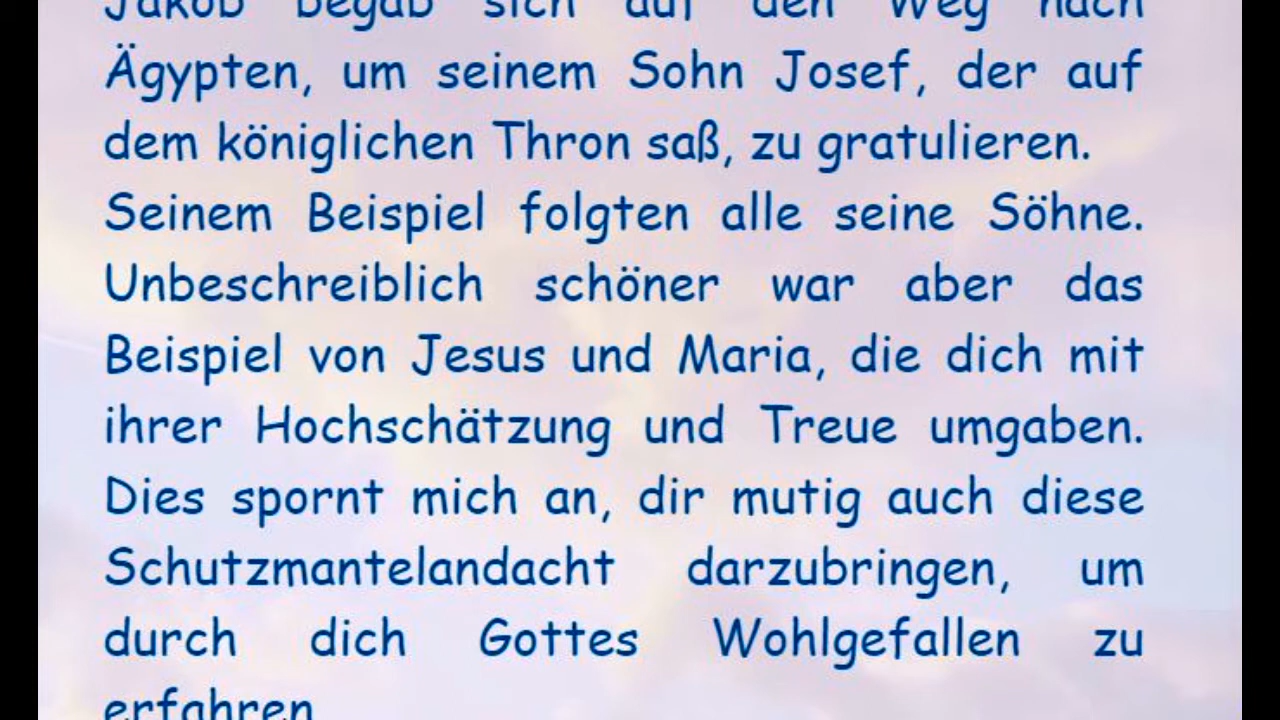 Jakob begab sich auf den Weg nach
Ägypten, um seinem Sohn Josef, der auf
dem königlichen Thron saß, zu gratulieren.
Seinem Beispiel folgten alle seine Söhne.
Unbeschreiblich schöner war aber das
Beispiel von Jesus und Maria, die dich mit
ihrer Hochschätzung und Treue umgaben.
Dies spornt mich an, dir mutig auch diese
Schutzmantelandacht darzubringen, um
durch dich Gottes Wohlgefallen zu
erfahren